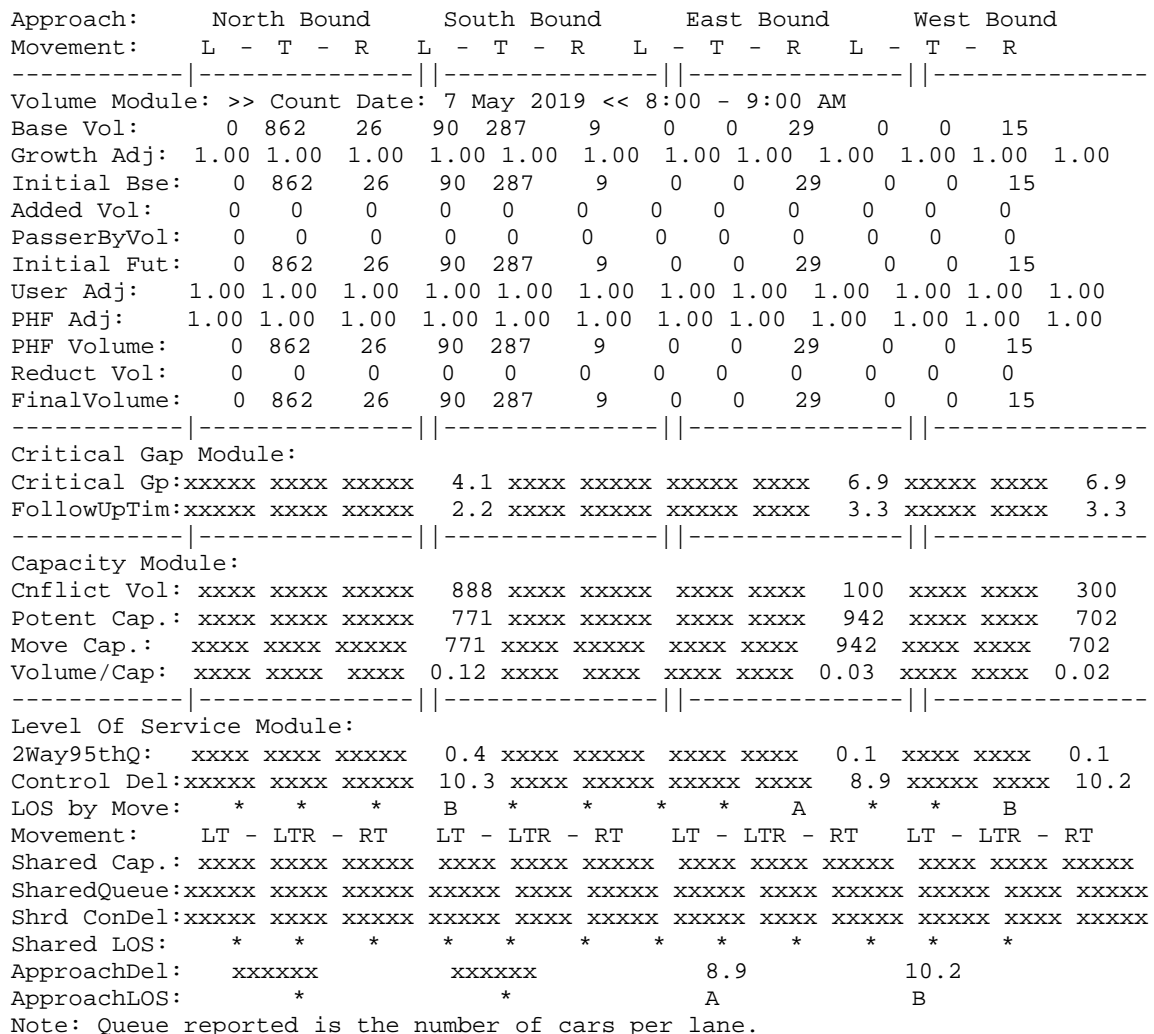 Approach:      North Bound      South Bound      East Bound      West Bound
Movement:     L  -  T  -  R    L  -  T  -  R    L  -  T  -  R    L  -  T  -  R
------------|---------------||---------------||---------------||---------------
Volume Module: >> Count Date: 7 May 2019 << 8:00 - 9:00 AM
Base Vol:      0  862    26    90  287     9     0    0    29     0    0    15
Growth Adj:  1.00 1.00  1.00  1.00 1.00  1.00  1.00 1.00  1.00  1.00 1.00  1.00
Initial Bse:   0  862    26    90  287     9     0    0    29     0    0    15
Added Vol:     0    0     0     0    0     0     0    0     0     0    0     0
PasserByVol:   0    0     0     0    0     0     0    0     0     0    0     0
Initial Fut:   0  862    26    90  287     9     0    0    29     0    0    15
User Adj:    1.00 1.00  1.00  1.00 1.00  1.00  1.00 1.00  1.00  1.00 1.00  1.00
PHF Adj:     1.00 1.00  1.00  1.00 1.00  1.00  1.00 1.00  1.00  1.00 1.00  1.00
PHF Volume:    0  862    26    90  287     9     0    0    29     0    0    15
Reduct Vol:    0    0     0     0    0     0     0    0     0     0    0     0
FinalVolume:   0  862    26    90  287     9     0    0    29     0    0    15
------------|---------------||---------------||---------------||---------------
Critical Gap Module:
Critical Gp:xxxxx xxxx xxxxx   4.1 xxxx xxxxx xxxxx xxxx   6.9 xxxxx xxxx   6.9
FollowUpTim:xxxxx xxxx xxxxx   2.2 xxxx xxxxx xxxxx xxxx   3.3 xxxxx xxxx   3.3
------------|---------------||---------------||---------------||---------------
Capacity Module:
Cnflict Vol: xxxx xxxx xxxxx   888 xxxx xxxxx  xxxx xxxx   100  xxxx xxxx   300
Potent Cap.: xxxx xxxx xxxxx   771 xxxx xxxxx  xxxx xxxx   942  xxxx xxxx   702
Move Cap.:   xxxx xxxx xxxxx   771 xxxx xxxxx  xxxx xxxx   942  xxxx xxxx   702
Volume/Cap:  xxxx xxxx  xxxx  0.12 xxxx  xxxx  xxxx xxxx  0.03  xxxx xxxx  0.02
------------|---------------||---------------||---------------||---------------
Level Of Service Module:
2Way95thQ:   xxxx xxxx xxxxx   0.4 xxxx xxxxx  xxxx xxxx   0.1  xxxx xxxx   0.1
Control Del:xxxxx xxxx xxxxx  10.3 xxxx xxxxx xxxxx xxxx   8.9 xxxxx xxxx  10.2
LOS by Move:   *    *     *     B    *     *     *    *     A     *    *     B
Movement:     LT - LTR - RT    LT - LTR - RT    LT - LTR - RT    LT - LTR - RT
Shared Cap.: xxxx xxxx xxxxx  xxxx xxxx xxxxx  xxxx xxxx xxxxx  xxxx xxxx xxxxx
SharedQueue:xxxxx xxxx xxxxx xxxxx xxxx xxxxx xxxxx xxxx xxxxx xxxxx xxxx xxxxx
Shrd ConDel:xxxxx xxxx xxxxx xxxxx xxxx xxxxx xxxxx xxxx xxxxx xxxxx xxxx xxxxx
Shared LOS:    *    *     *     *    *     *     *    *     *     *    *     *
ApproachDel:    xxxxxx           xxxxxx              8.9             10.2
ApproachLOS:         *                *                A                B
Note: Queue reported is the number of cars per lane.